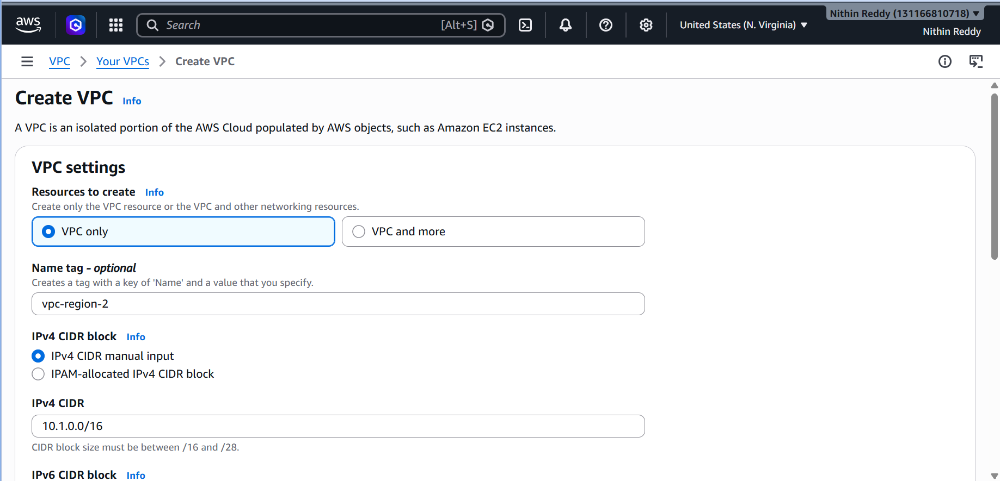 aws
Search [Alt+S]
United States (N. Virginia) ▼
Nithin Reddy (131166810718) ▼
Nithin Reddy
VPC > Your VPCs > Create VPC
Create VPC Info
A VPC is an isolated portion of the AWS Cloud populated by AWS objects, such as Amazon EC2 instances.
VPC settings
Resources to create Info
Create only the VPC resource or the VPC and other networking resources.
VPC only
VPC and more
Name tag - optional
Creates a tag with a key of 'Name' and a value that you specify.
vpc-region-2
IPv4 CIDR block Info
IPv4 CIDR manual input
IPAM-allocated IPv4 CIDR block
IPv4 CIDR
10.1.0.0/16
CIDR block size must be between /16 and /28.
IPv6 CIDR block Info